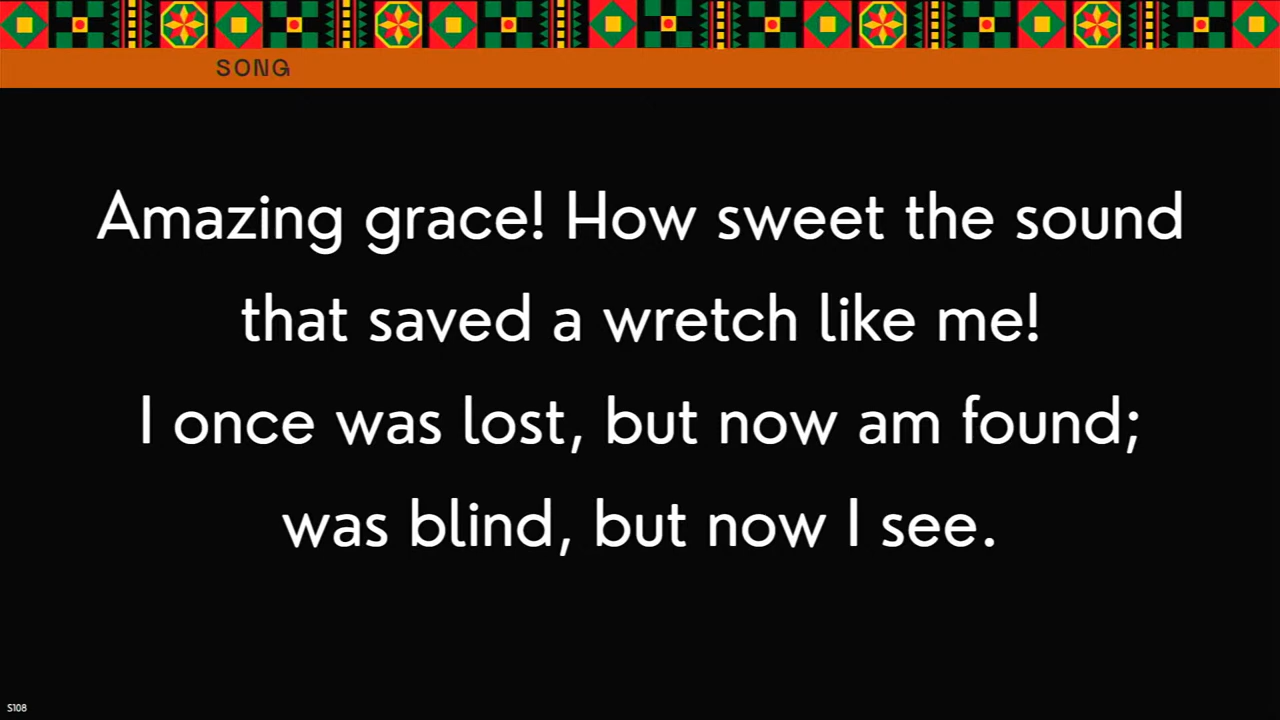 SONG
Amazing grace! How sweet the sound
that saved a wretch like me!
I once was lost, but now am found;
was blind, but now I see.
S108